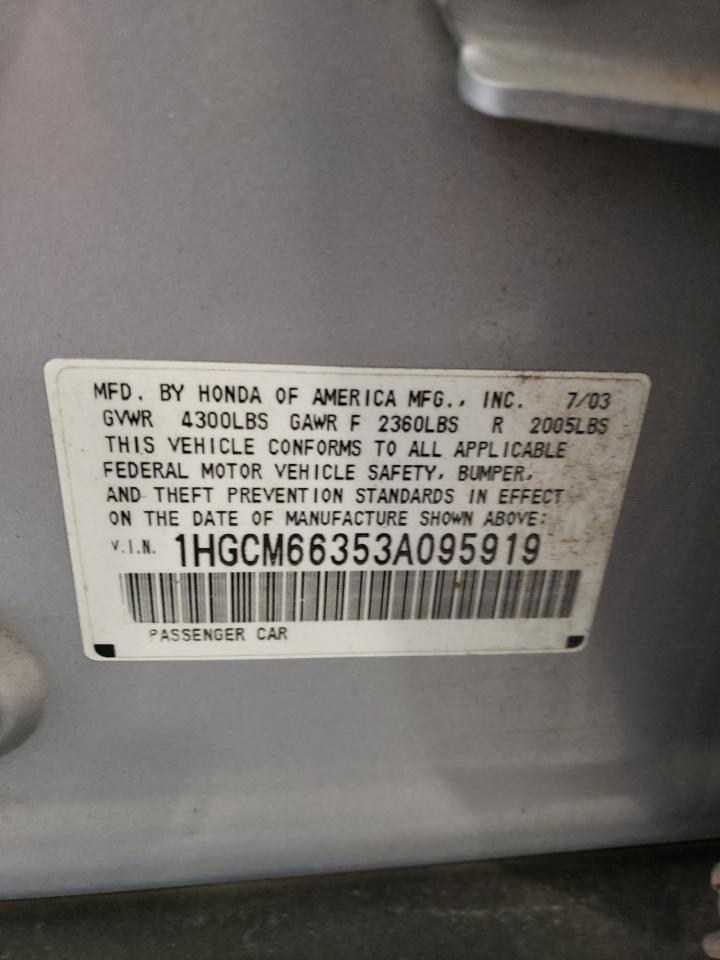 MFD. BY HONDA OF AMERICA MFG., INC. 7/03
GVWR 4300LBS GAWR F 2360LBS R 2005LBS
THIS VEHICLE CONFORMS TO ALL APPLICABLE
FEDERAL MOTOR VEHICLE SAFETY, BUMPER,
AND THEFT PREVENTION STANDARDS IN EFFECT
ON THE DATE OF MANUFACTURE SHOWN ABOVE:
V.I.N. 1HGCM66353A095919
PASSENGER CAR